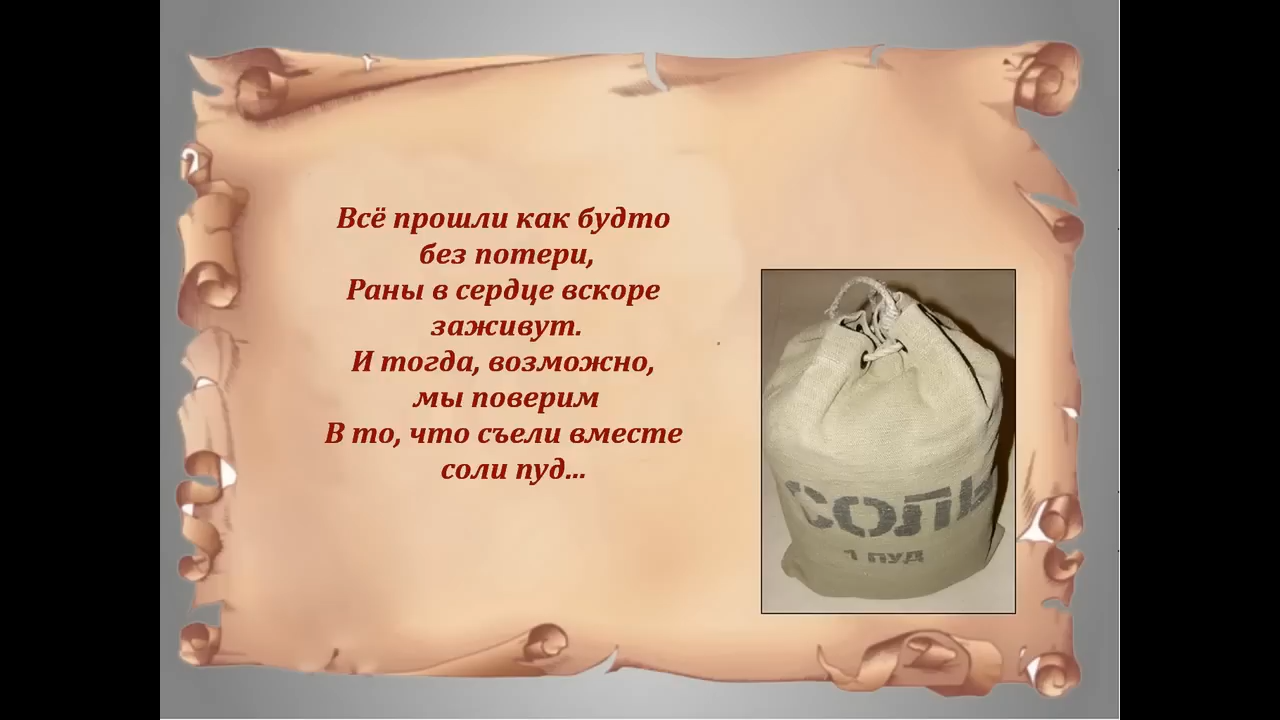 Всё прошли как будто
без потери,
Раны в сердце вскоре
заживут.
И тогда, возможно,
мы поверим
В то, что съели вместе
соли пуд...
СОЛЬ
1 ПУД